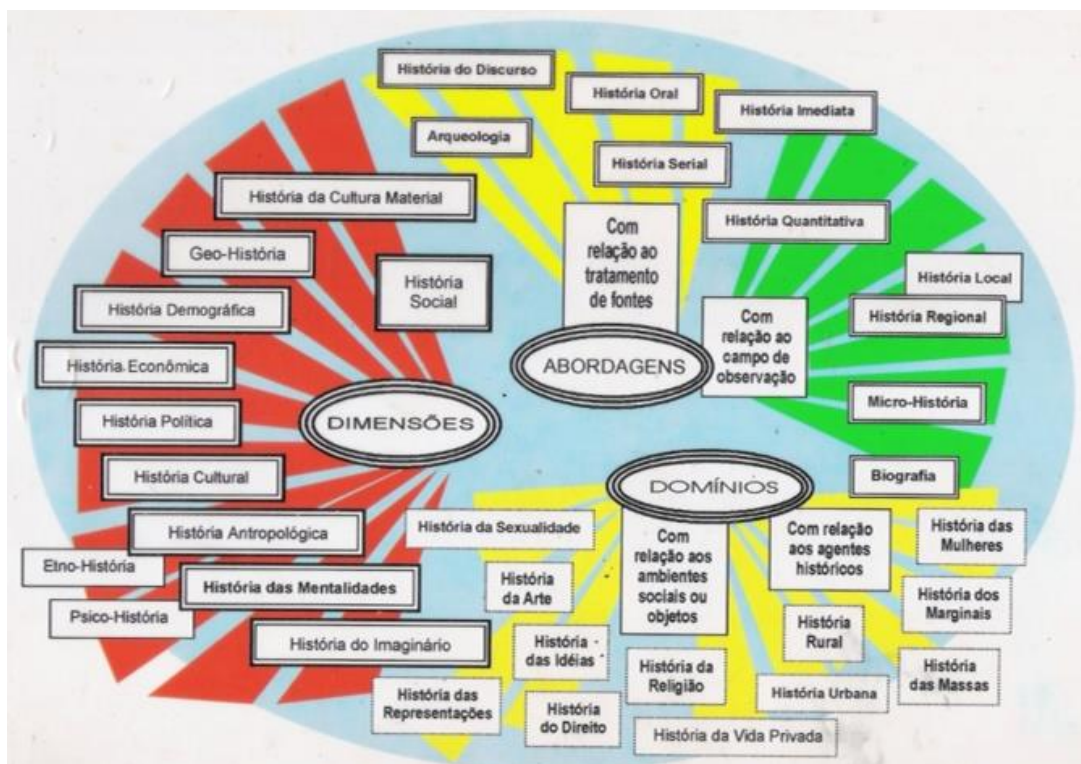 História do Discurso
História Oral
História Imediata
Arqueologia
História Serial
História da Cultura Material
História Quantitativa
Com
relação ao
tratamento
de fontes
Geo-História
História
Social
História Local
História Demográfica
Com
relação ao
campo de
observação
História Regional
História Econômica
ABORDAGENS
Micro-História
História Política
DIMENSÕES
História Cultural
Biografia
DOMÍNIOS
História Antropológica
História da Sexualidade
Com
relação aos
ambientes
sociais ou
objetos
Com relação
aos agentes
históricos
História das
Mulheres
Etno-História
História das Mentalidades
História
da Arte
História dos
Marginais
Psico-História
História do Imaginário
História
das Idéias
História da
Religião
História
Rural
História
das Massas
História das
Representações
História
do Direito
História Urbana
História da Vida Privada